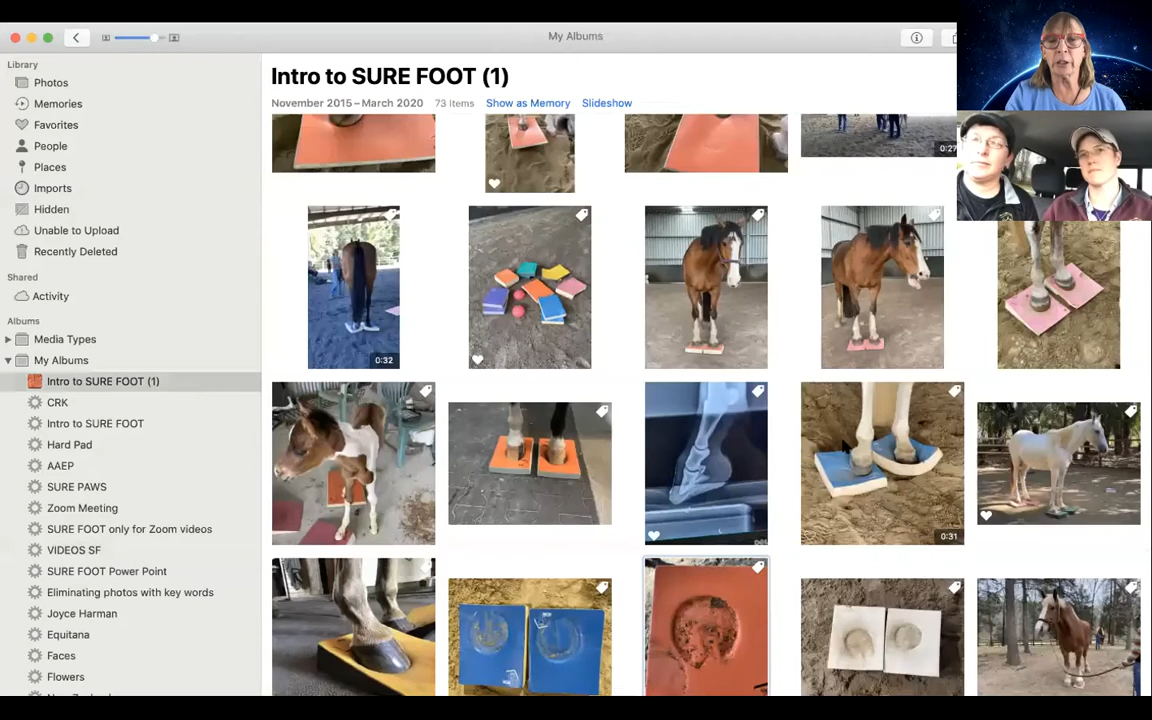 My Albums
Library
Photos
Memories
Favorites
People
Places
Imports
Hidden
Unable to Upload
Recently Deleted
Shared
Activity
Albums
Media Types
My Albums
Intro to SURE FOOT (1)
CRK
Intro to SURE FOOT
Hard Pad
AAEP
SURE PAWS
Zoom Meeting
SURE FOOT only for Zoom videos
VIDEOS SF
SURE FOOT Power Point
Eliminating photos with key words
Joyce Harman
Equitana
Faces
Flowers
Intro to SURE FOOT (1)
November 2015 – March 2020 73 Items Show as Memory Slideshow
0:27
0:32
0:31